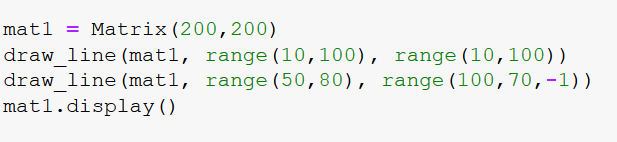 mat1 = Matrix(200,200)
draw_line(mat1, range(10,100), range(10,100))
draw_line(mat1, range(50,80), range(100,70,-1))
mat1.display()